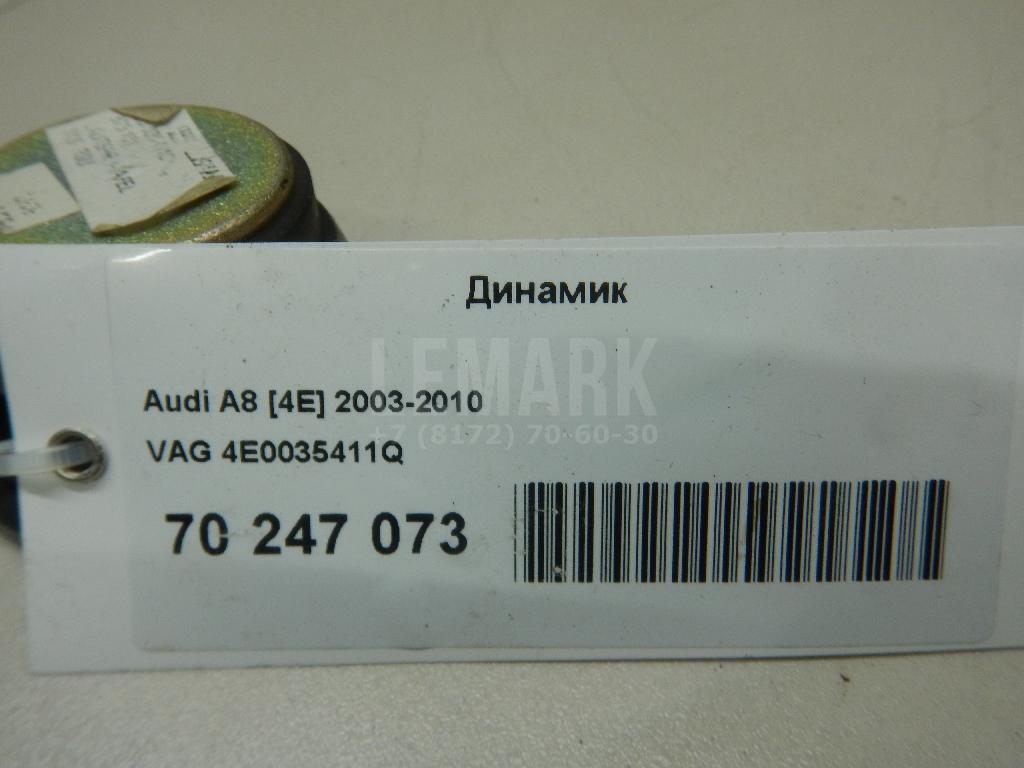 Динамик
LEMARK
Audi A8 [4E] 2003-2010
+7 (8172) 70-60-30
VAG 4E0035411Q
70 247 073